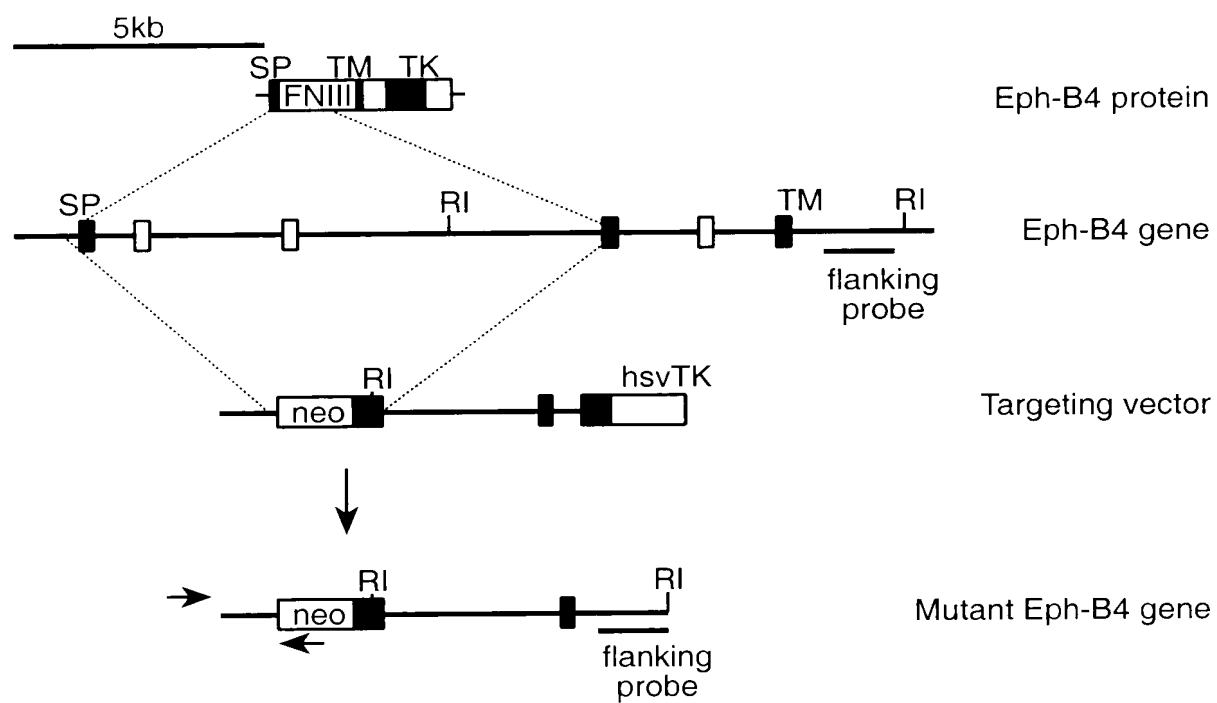 5kb
SP TM TK
FNIII
Eph-B4 protein
SP RI TM RI
Eph-B4 gene
flanking
probe
RI hsvTK
neo
Targeting vector
RI RI
neo
Mutant Eph-B4 gene
flanking
probe